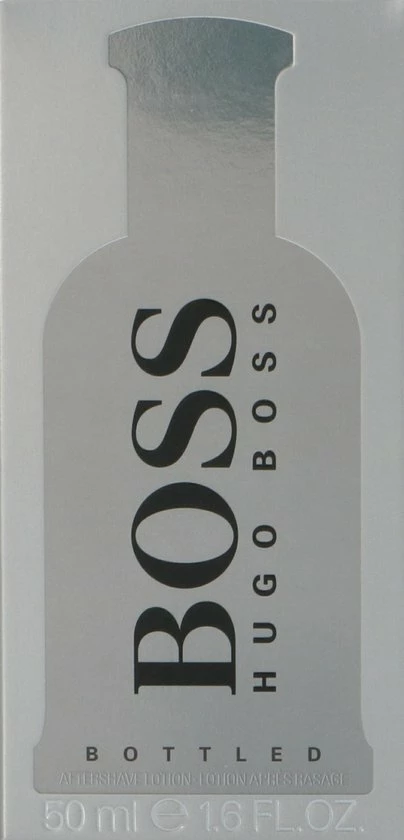 BOSS
HUGO BOSS
BOTTLED
AFTERSHAVE LOTION-LOTION APRÈS RASAGE
50 ml ℮ 1.6 FL.OZ.